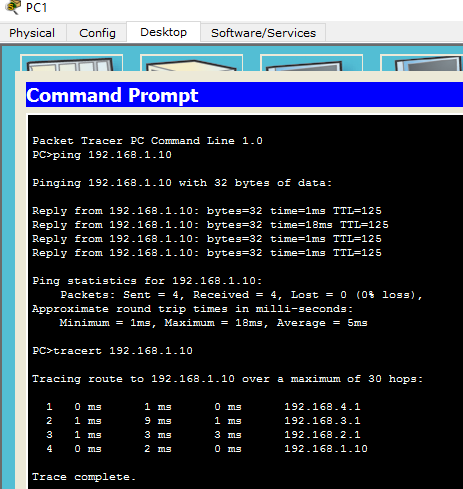 PC1
Physical Config Desktop Software/Services
Command Prompt
Packet Tracer PC Command Line 1.0
PC>ping 192.168.1.10
Pinging 192.168.1.10 with 32 bytes of data:
Reply from 192.168.1.10: bytes=32 time=1ms TTL=125
Reply from 192.168.1.10: bytes=32 time=18ms TTL=125
Reply from 192.168.1.10: bytes=32 time=1ms TTL=125
Reply from 192.168.1.10: bytes=32 time=1ms TTL=125
Ping statistics for 192.168.1.10:
Packets: Sent = 4, Received = 4, Lost = 0 (0% loss),
Approximate round trip times in milli-seconds:
Minimum = 1ms, Maximum = 18ms, Average = 5ms
PC>tracert 192.168.1.10
Tracing route to 192.168.1.10 over a maximum of 30 hops:
1 0 ms 1 ms 0 ms 192.168.4.1
2 1 ms 9 ms 1 ms 192.168.3.1
3 1 ms 3 ms 3 ms 192.168.2.1
4 0 ms 2 ms 0 ms 192.168.1.10
Trace complete.